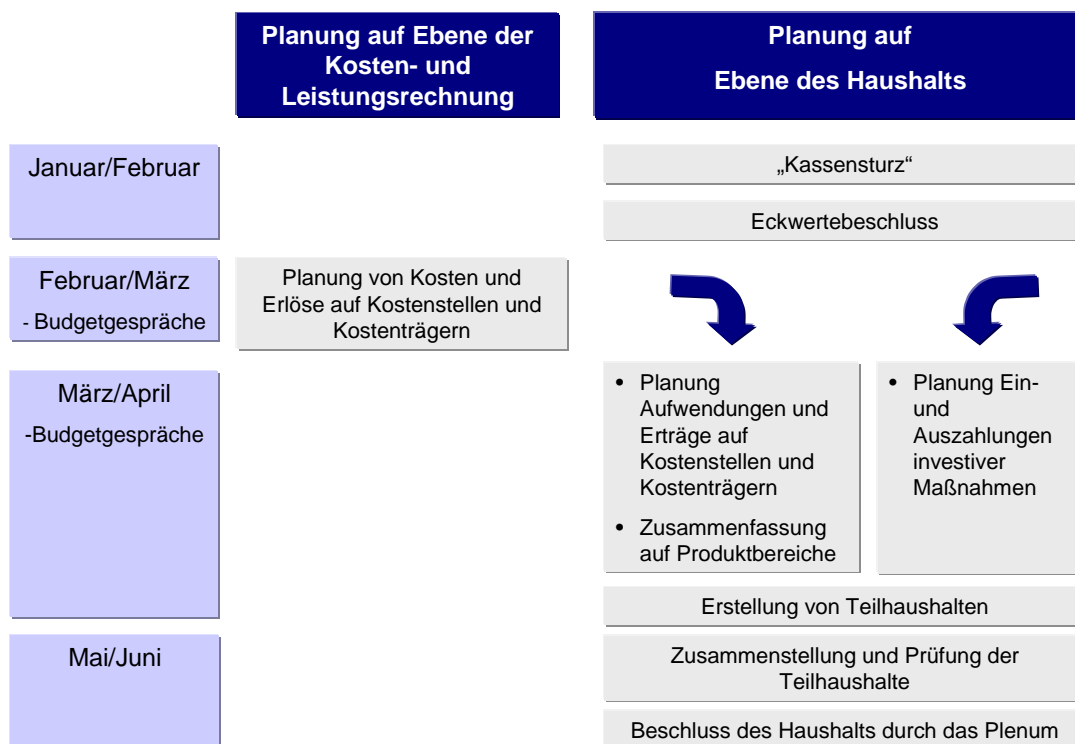 Planung auf Ebene der
Kosten- und
Leistungsrechnung
Planung auf
Ebene des Haushalts
Januar/Februar
„Kassensturz“
Eckwertebeschluss
Februar/März
- Budgetgespräche
Planung von Kosten und
Erlöse auf Kostenstellen und
Kostenträgern
März/April
-Budgetgespräche
• Planung
Aufwendungen und
Erträge auf
Kostenstellen und
Kostenträgern
• Zusammenfassung
auf Produktbereiche
• Planung Ein-
und
Auszahlungen
investiver
Maßnahmen
Erstellung von Teilhaushalten
Mai/Juni
Zusammenstellung und Prüfung der
Teilhaushalte
Beschluss des Haushalts durch das Plenum